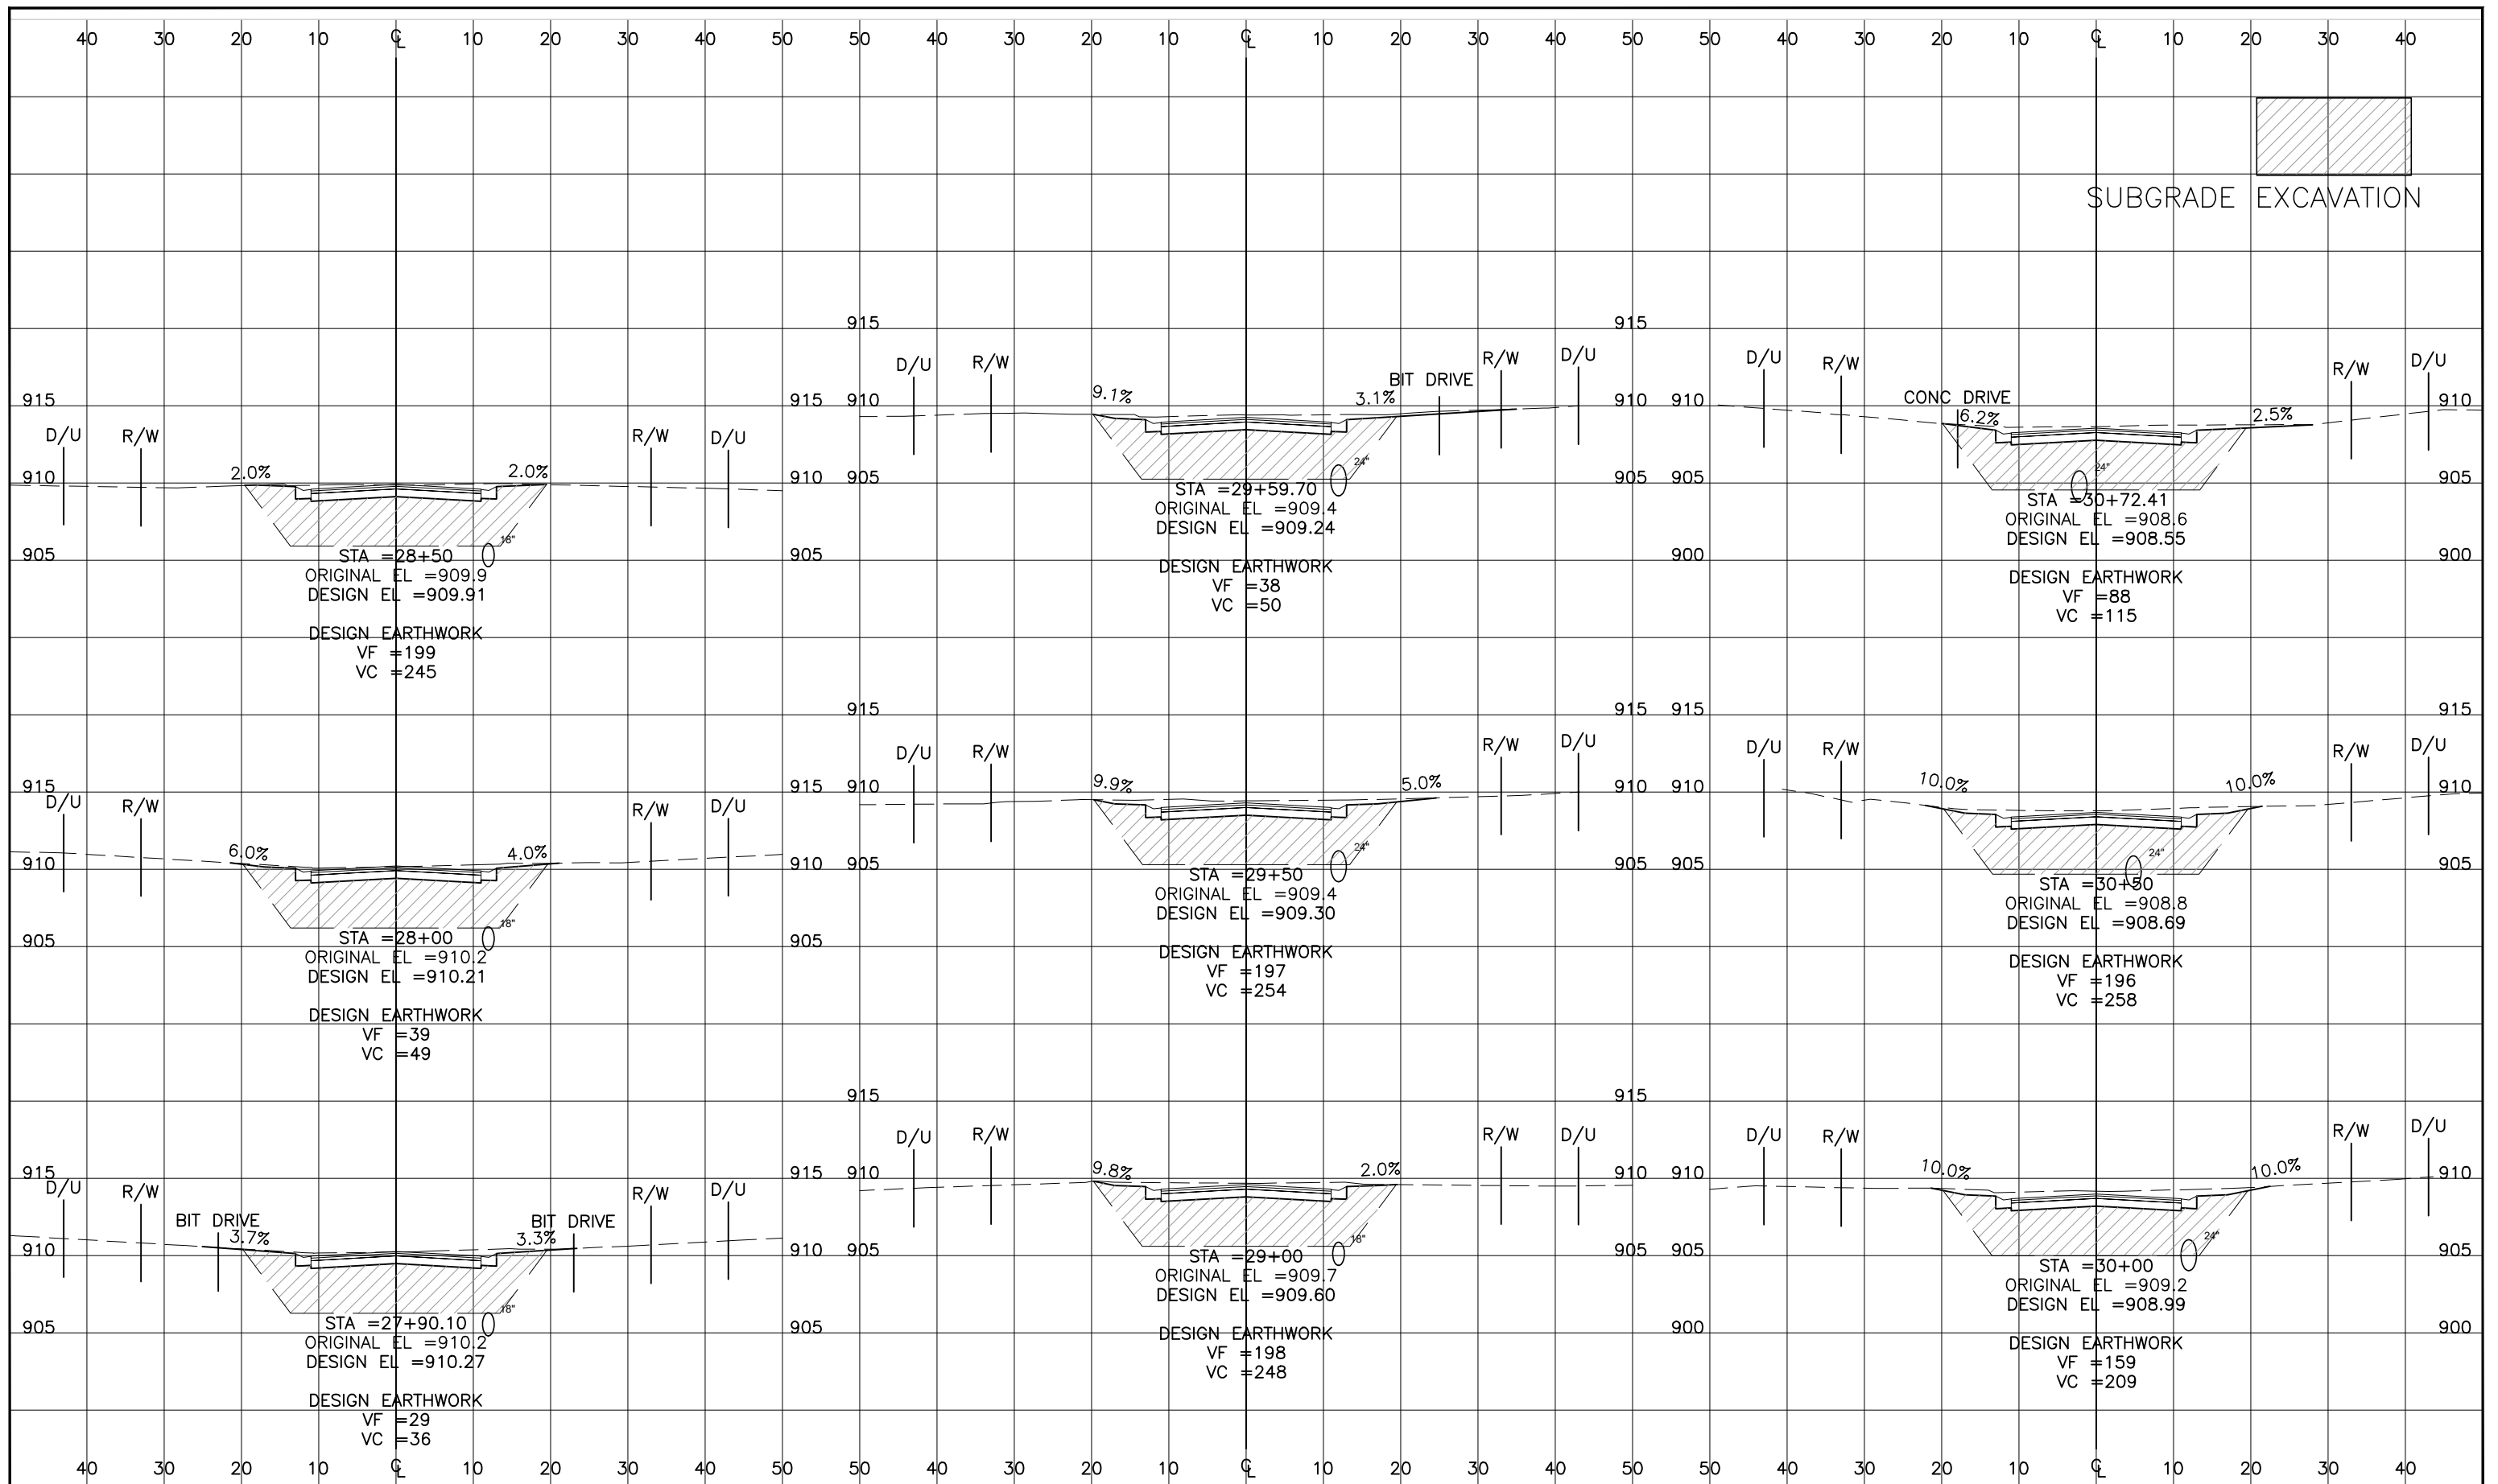 40 30 20 10 ℄ 10 20 30 40 50 50 40 30 20 10 ℄ 10 20 30 40 50 50 40 30 20 10 ℄ 10 20 30 40
SUBGRADE EXCAVATION
915 915
D/U R/W 9.1% 3.1% BIT DRIVE R/W D/U
910 910
905 24" 905
STA =29+59.70
ORIGINAL EL =909.4
DESIGN EL =909.24
DESIGN EARTHWORK
VF =38
VC =50
D/U R/W CONC DRIVE R/W D/U
6.2% 2.5%
910 910
905 24" 905
STA =30+72.41
ORIGINAL EL =908.6
DESIGN EL =908.55
900 900
DESIGN EARTHWORK
VF =88
VC =115
915 915
D/U R/W R/W D/U
2.0% 2.0%
910 910
18"
905 905
STA =28+50
ORIGINAL EL =909.9
DESIGN EL =909.91
DESIGN EARTHWORK
VF =199
VC =245
915 915
D/U R/W R/W D/U
6.0% 4.0%
910 910
18"
905 905
STA =28+00
ORIGINAL EL =910.2
DESIGN EL =910.21
DESIGN EARTHWORK
VF =39
VC =49
915 915
D/U R/W R/W D/U
9.9% 5.0%
910 910
905 24" 905
STA =29+50
ORIGINAL EL =909.4
DESIGN EL =909.30
DESIGN EARTHWORK
VF =197
VC =254
915 915
D/U R/W R/W D/U
10.0% 10.0%
910 910
905 24" 905
STA =30+50
ORIGINAL EL =908.8
DESIGN EL =908.69
DESIGN EARTHWORK
VF =196
VC =258
915 915
D/U R/W R/W D/U
BIT DRIVE BIT DRIVE
3.7% 3.3%
910 910
18"
905 905
STA =27+90.10
ORIGINAL EL =910.2
DESIGN EL =910.27
DESIGN EARTHWORK
VF =29
VC =36
915 915
D/U R/W R/W D/U
9.8% 2.0%
910 910
905 18" 905
STA =29+00
ORIGINAL EL =909.7
DESIGN EL =909.60
DESIGN EARTHWORK
VF =198
VC =248
D/U R/W R/W D/U
10.0% 10.0%
910 910
905 24" 905
STA =30+00
ORIGINAL EL =909.2
DESIGN EL =908.99
900 900
DESIGN EARTHWORK
VF =159
VC =209
40 30 20 10 ℄ 10 20 30 40 50 50 40 30 20 10 ℄ 10 20 30 40 50 50 40 30 20 10 ℄ 10 20 30 40